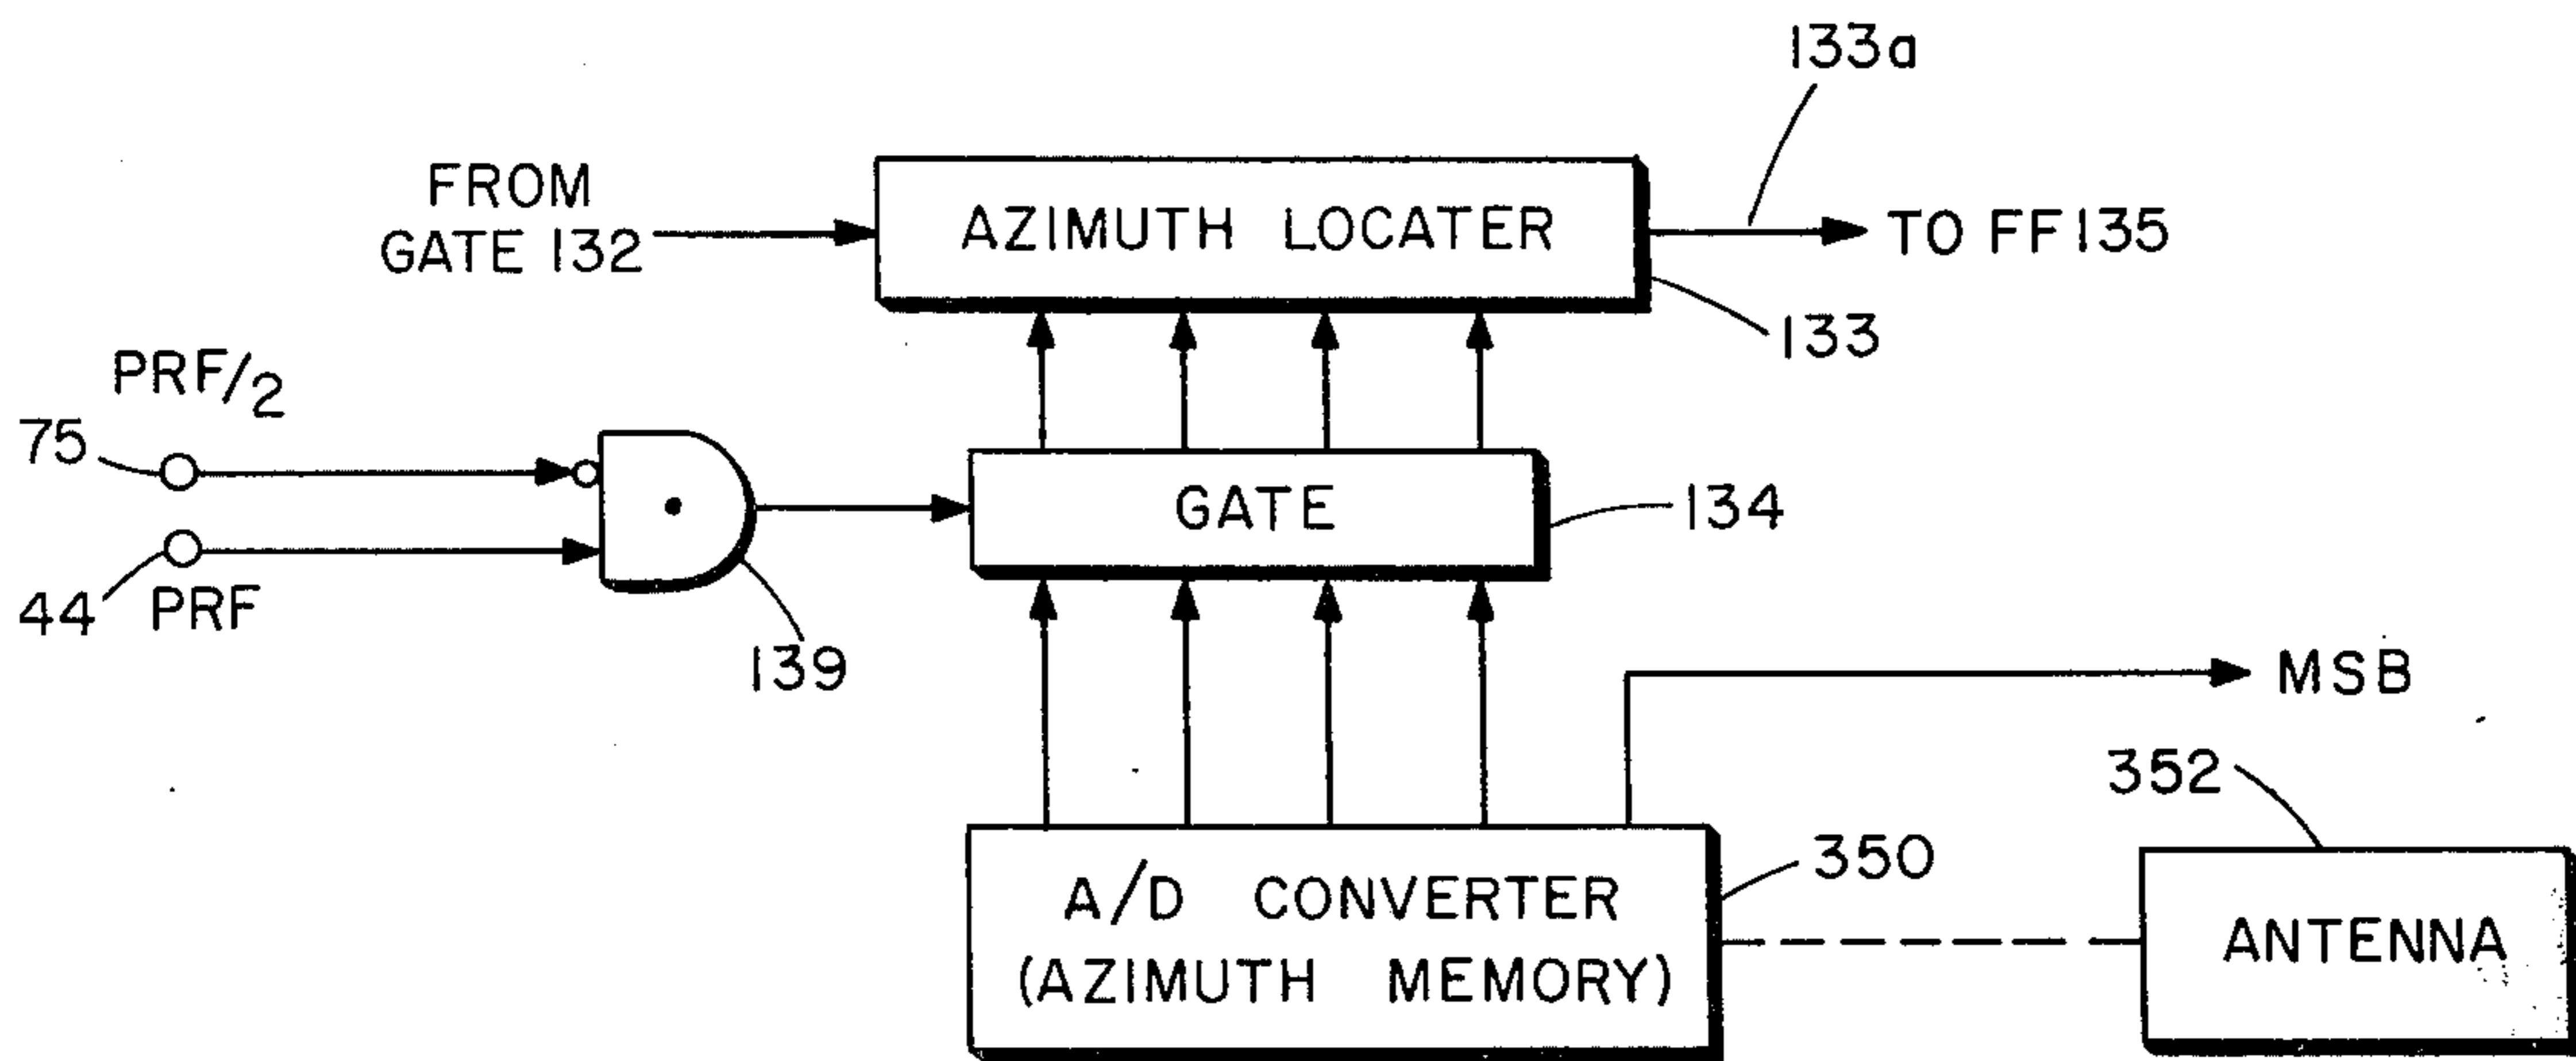 133a
FROM
GATE 132
AZIMUTH LOCATER
TO FF135
133
PRF/2
75
GATE
134
44
PRF
139
MSB
352
A/D CONVERTER
(AZIMUTH MEMORY)
350
ANTENNA